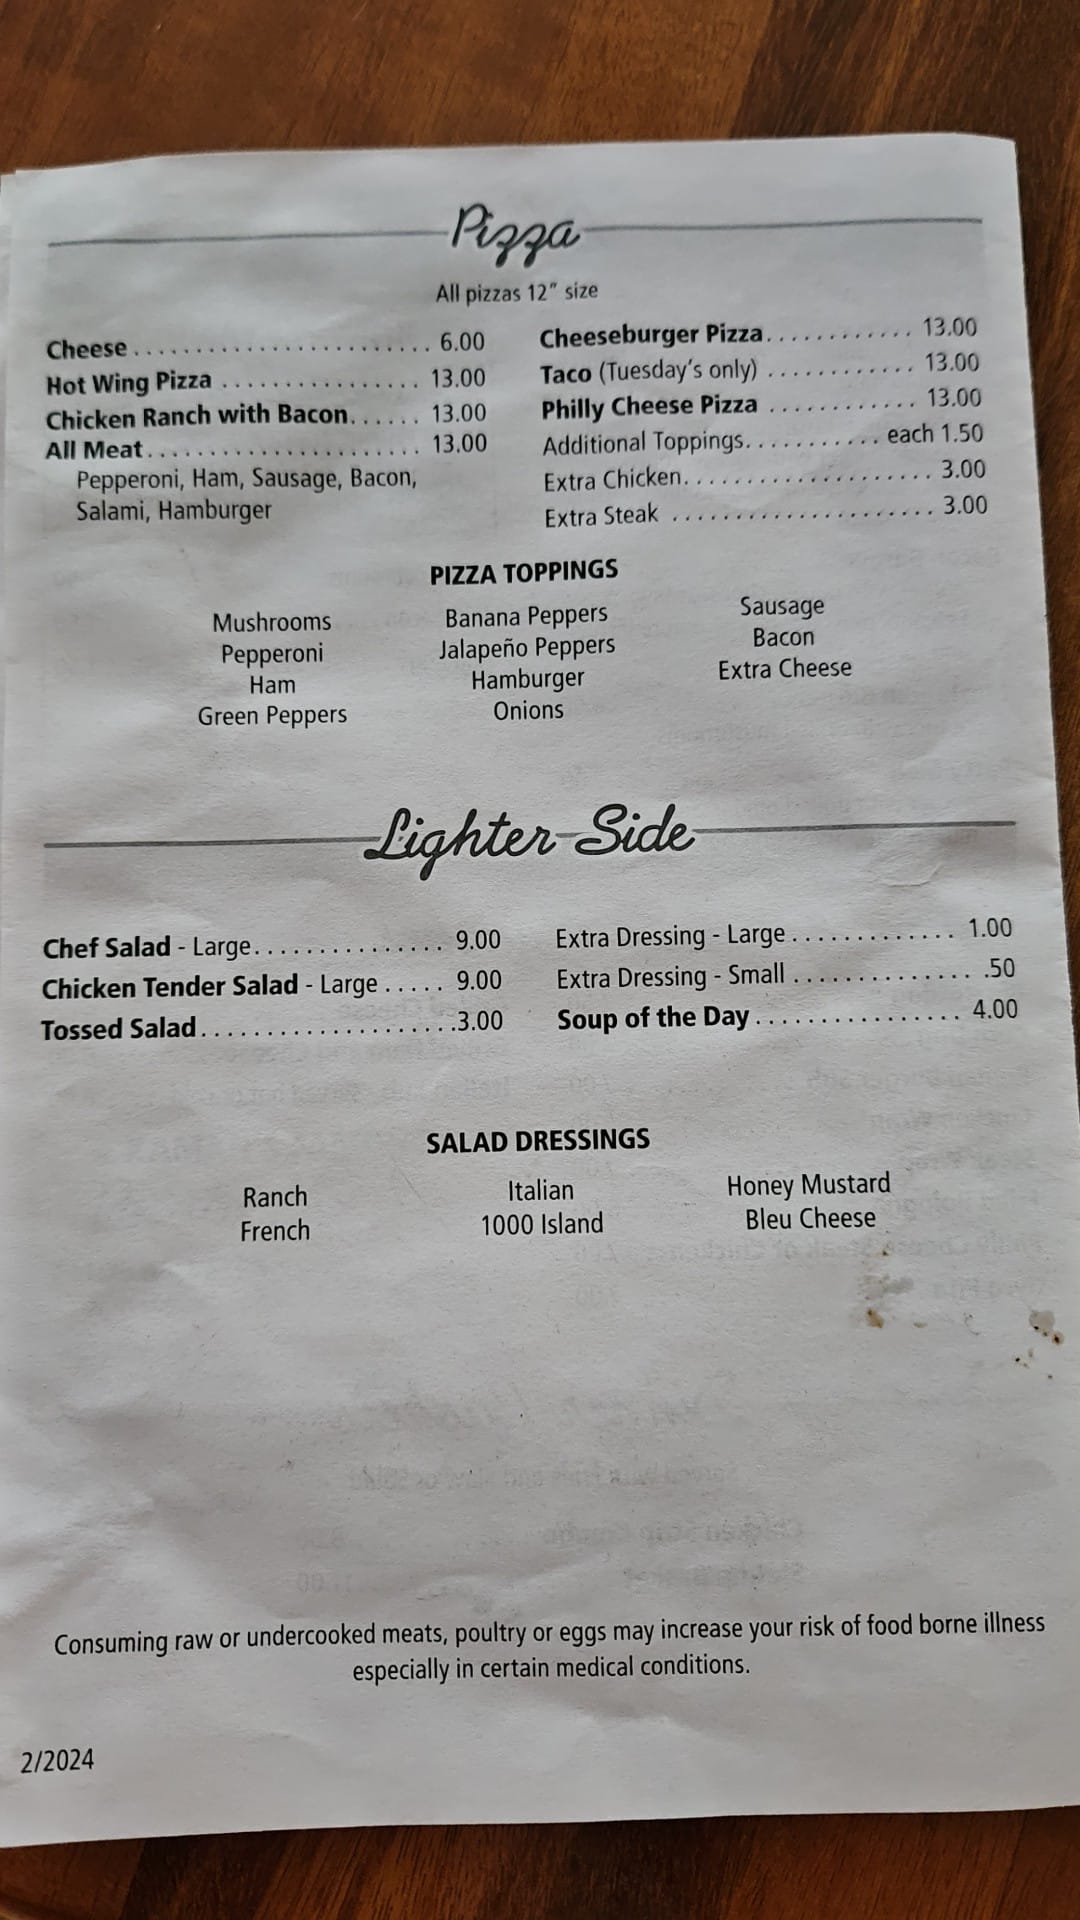 Pizza
All pizzas 12" size
Cheese . . . . . . . . . . . . . . . . . . . . . . . . 6.00
Hot Wing Pizza . . . . . . . . . . . . . . . . 13.00
Chicken Ranch with Bacon. . . . . . 13.00
All Meat . . . . . . . . . . . . . . . . . . . . . . 13.00
Pepperoni, Ham, Sausage, Bacon,
Salami, Hamburger
Cheeseburger Pizza. . . . . . . . . . . . 13.00
Taco (Tuesday's only) . . . . . . . . . . . . 13.00
Philly Cheese Pizza . . . . . . . . . . . . 13.00
Additional Toppings. . . . . . . . . . . each 1.50
Extra Chicken. . . . . . . . . . . . . . . . . . . . 3.00
Extra Steak . . . . . . . . . . . . . . . . . . . . . 3.00
PIZZA TOPPINGS
Mushrooms
Pepperoni
Ham
Green Peppers
Banana Peppers
Jalapeño Peppers
Hamburger
Onions
Sausage
Bacon
Extra Cheese
Lighter Side
Chef Salad - Large. . . . . . . . . . . . . . . . 9.00
Chicken Tender Salad - Large . . . . . 9.00
Tossed Salad . . . . . . . . . . . . . . . . . . . . .3.00
Extra Dressing - Large . . . . . . . . . . . . . 1.00
Extra Dressing - Small . . . . . . . . . . . . . . .50
Soup of the Day . . . . . . . . . . . . . . . . . 4.00
SALAD DRESSINGS
Ranch
French
Italian
1000 Island
Honey Mustard
Bleu Cheese
Consuming raw or undercooked meats, poultry or eggs may increase your risk of food borne illness
especially in certain medical conditions.
2/2024